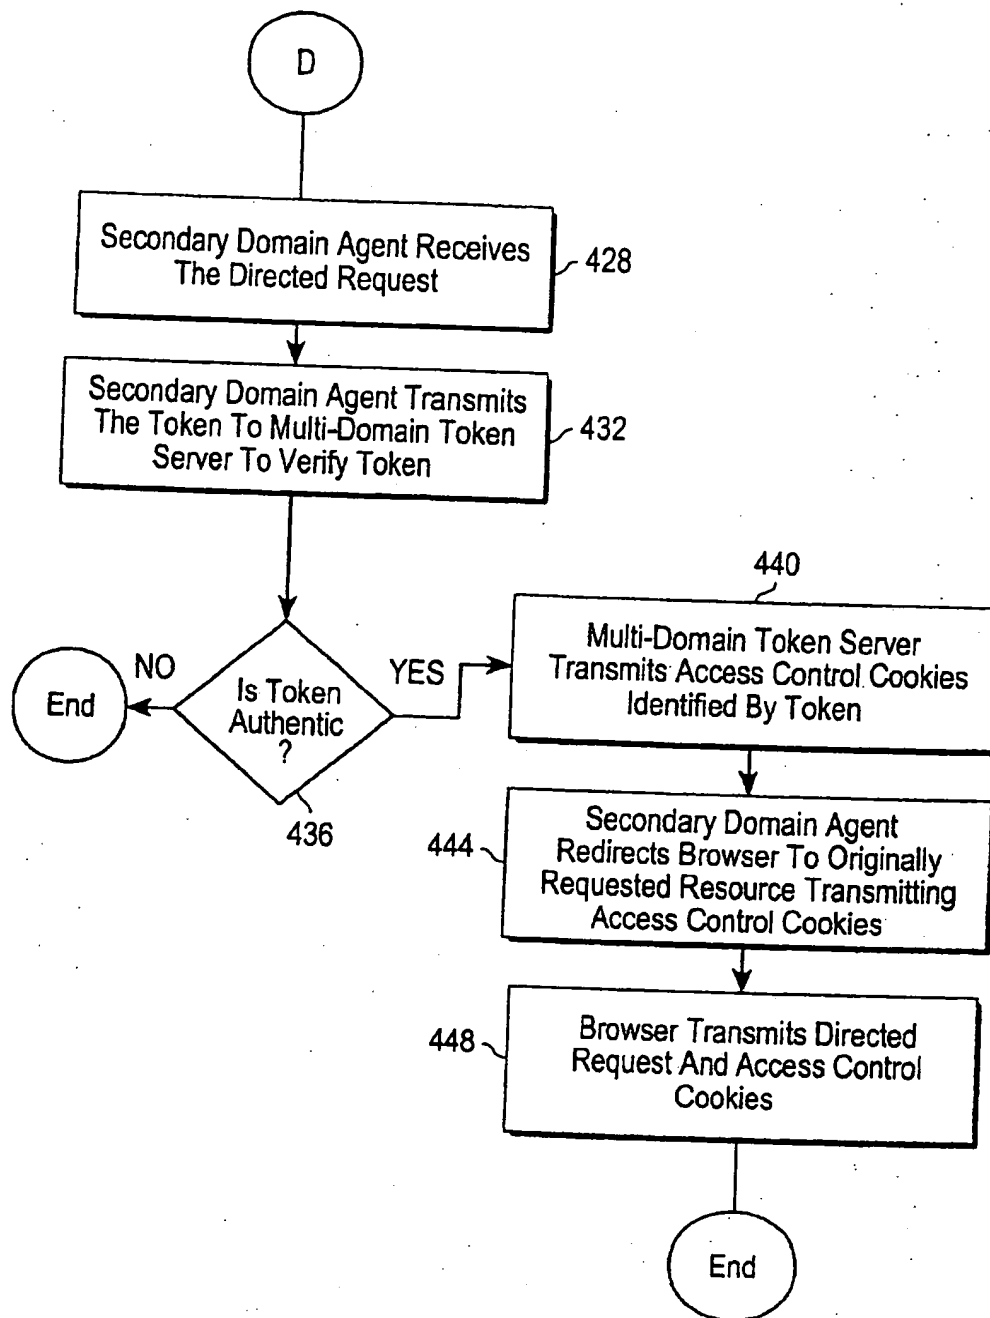 D
Secondary Domain Agent Receives
The Directed Request
428
Secondary Domain Agent Transmits
The Token To Multi-Domain Token
Server To Verify Token
432
Is Token
Authentic
?
436
NO
End
YES
440
Multi-Domain Token Server
Transmits Access Control Cookies
Identified By Token
444
Secondary Domain Agent
Redirects Browser To Originally
Requested Resource Transmitting
Access Control Cookies
448
Browser Transmits Directed
Request And Access Control
Cookies
End